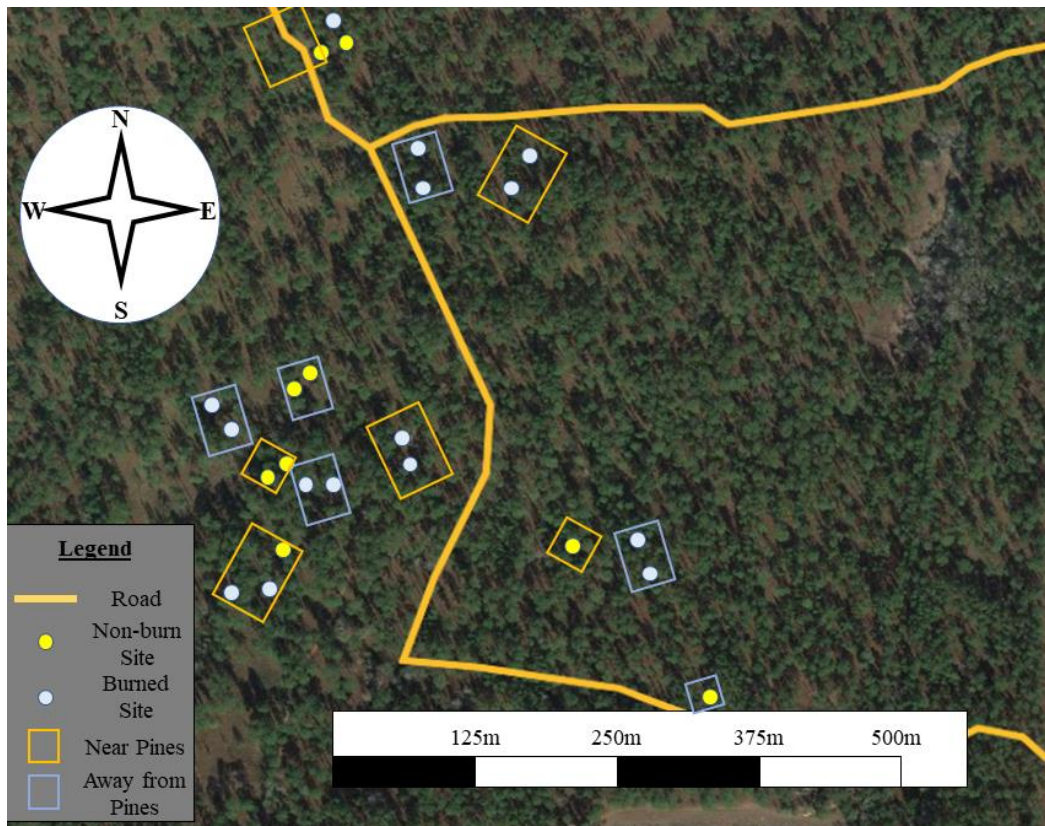 N
W
E
S
Legend
Road
Non-burn
Site
Burned
Site
Near Pines
Away from
Pines
125m 250m 375m 500m